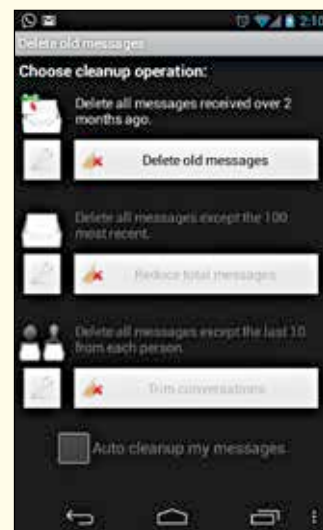 2:10
Delete old messages
Choose cleanup operation:
Delete all messages received over 2
months ago.
Delete old messages
Delete all messages except the 100
most recent.
Reduce total messages
Delete all messages except the last 10
from each person.
Trim conversations
Auto cleanup my messages